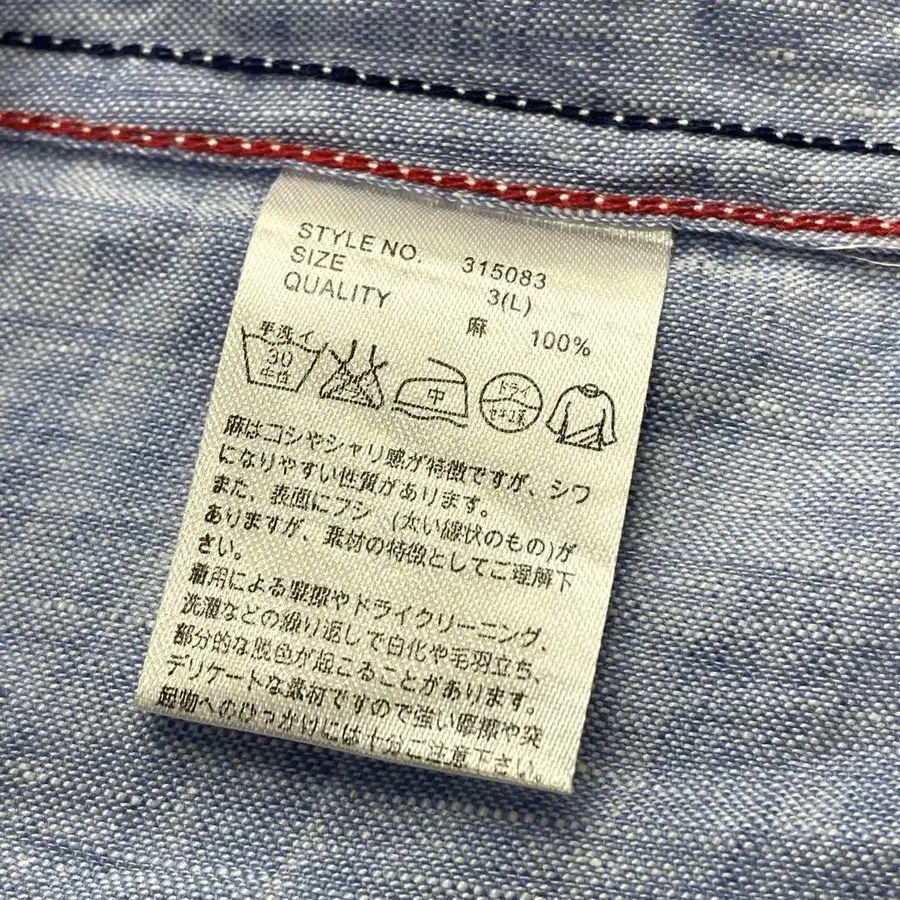 STYLE NO. 315083
SIZE 3(L)
QUALITY 麻 100%
手洗イ
30
中性
中
ドライ
セキユ系
麻はコシやシャリ感が特徴ですが、シワ
になりやすい性質があります。
また、表面にフシ (太い線状のもの)が
ありますが、素材の特徴としてご理解下
さい。
着用による摩擦やドライクリーニング、
洗濯などの繰り返しで白化や毛羽立ち、
部分的な脱色が起こることがあります。
デリケートな素材ですので強い摩擦や突
起物へのひっかけには十分ご注意下さい。